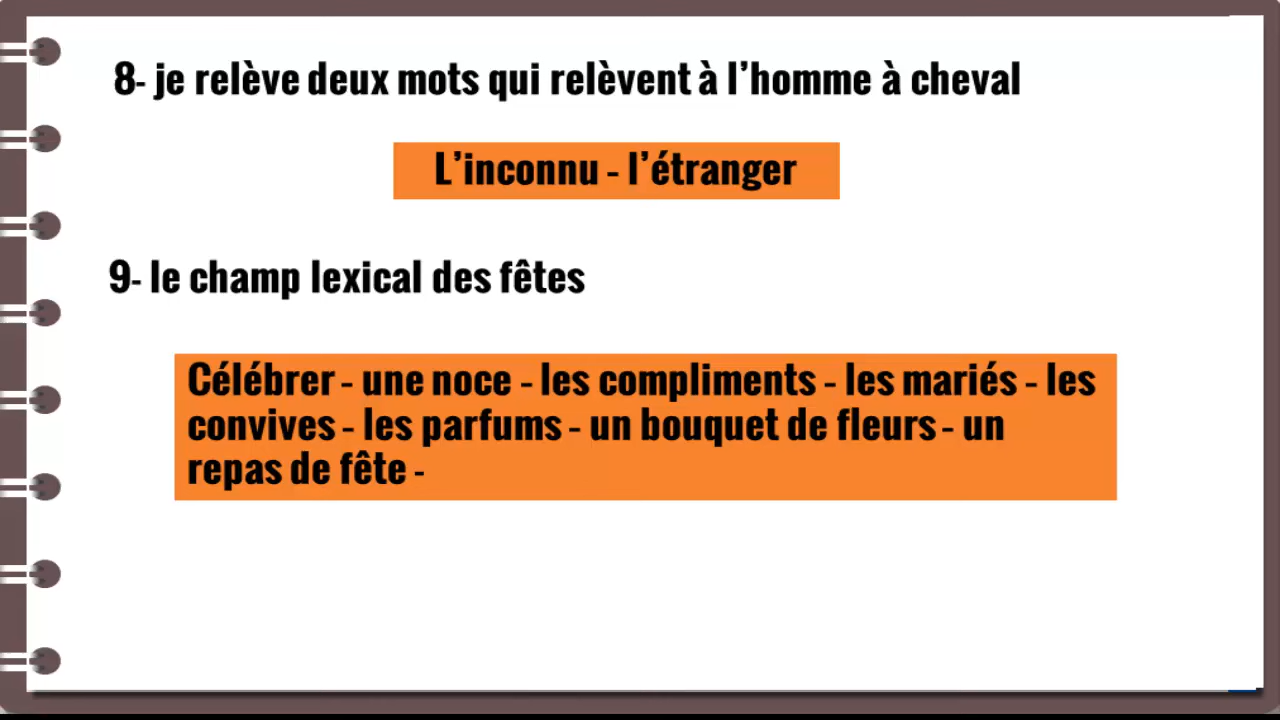 8- je relève deux mots qui relèvent à l’homme à cheval
L’inconnu - l’étranger
9- le champ lexical des fêtes
Célébrer - une noce - les compliments - les mariés - les
convives - les parfums - un bouquet de fleurs - un
repas de fête -